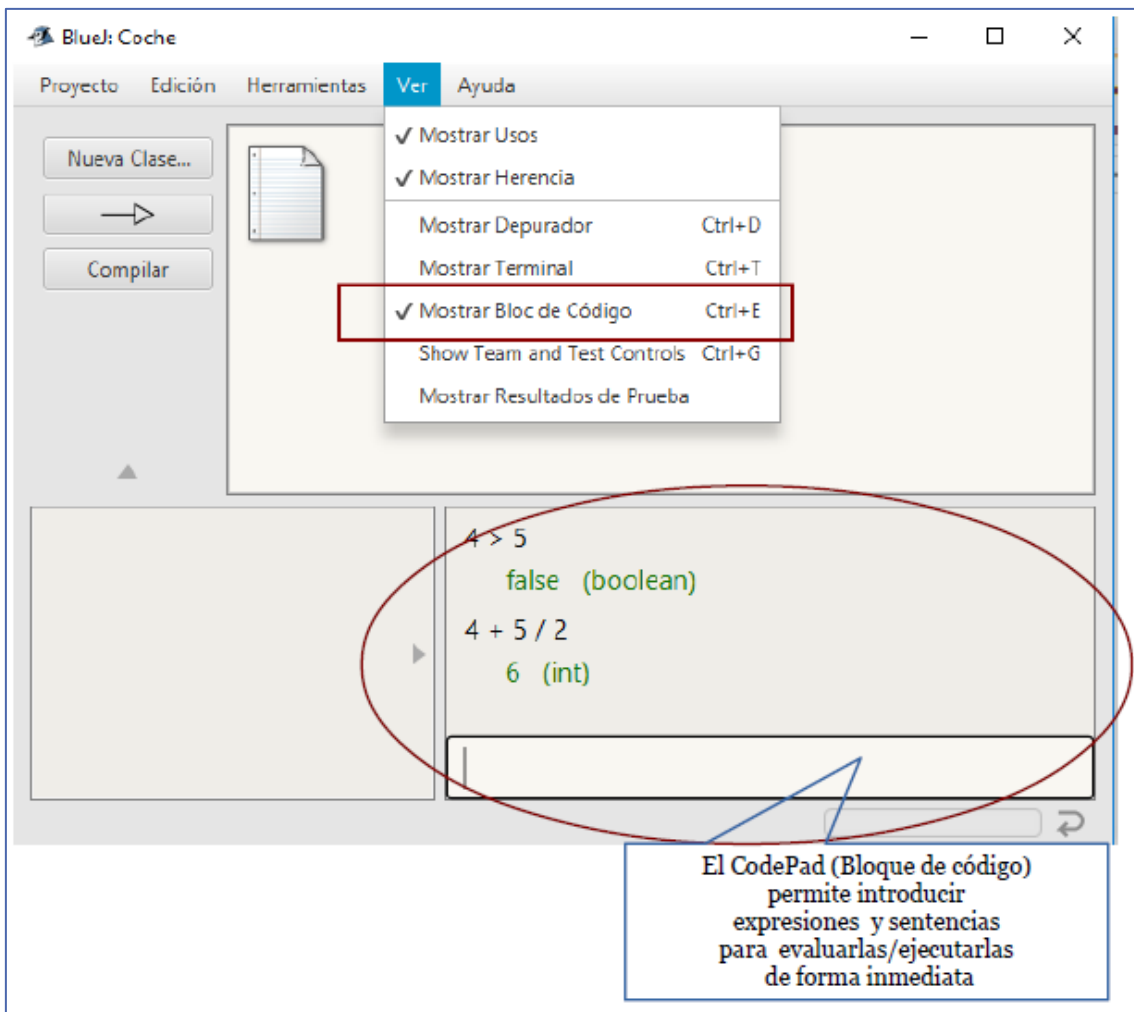 BlueJ: Coche
Proyecto Edición Herramientas Ver Ayuda
Nueva Clase...
Compilar
✓ Mostrar Usos
✓ Mostrar Herencia
Mostrar Depurador Ctrl+D
Mostrar Terminal Ctrl+T
✓ Mostrar Bloc de Código Ctrl+E
Show Team and Test Controls Ctrl+G
Mostrar Resultados de Prueba
4 > 5
false (boolean)
4 + 5 / 2
6 (int)
El CodePad (Bloque de código)
permite introducir
expresiones y sentencias
para evaluarlas/ejecutarlas
de forma inmediata